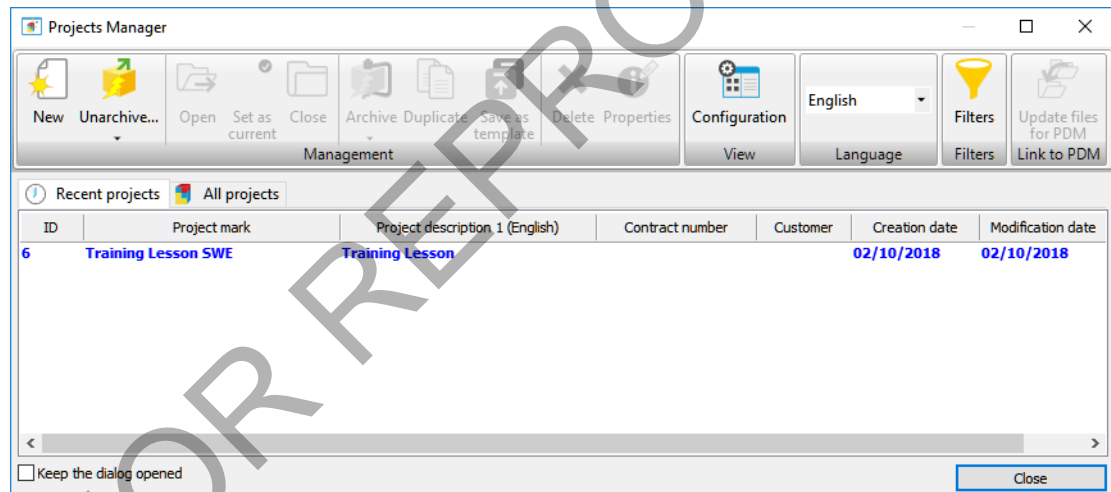 Projects Manager
New Unarchive... Open Set as current Close Archive Duplicate Save as template Delete Properties Configuration English Filters Update files for PDM
Management View Language Filters Link to PDM
Recent projects All projects
ID Project mark Project description 1 (English) Contract number Customer Creation date Modification date
6 Training Lesson SWE Training Lesson 02/10/2018 02/10/2018
Keep the dialog opened Close
OR REPRO